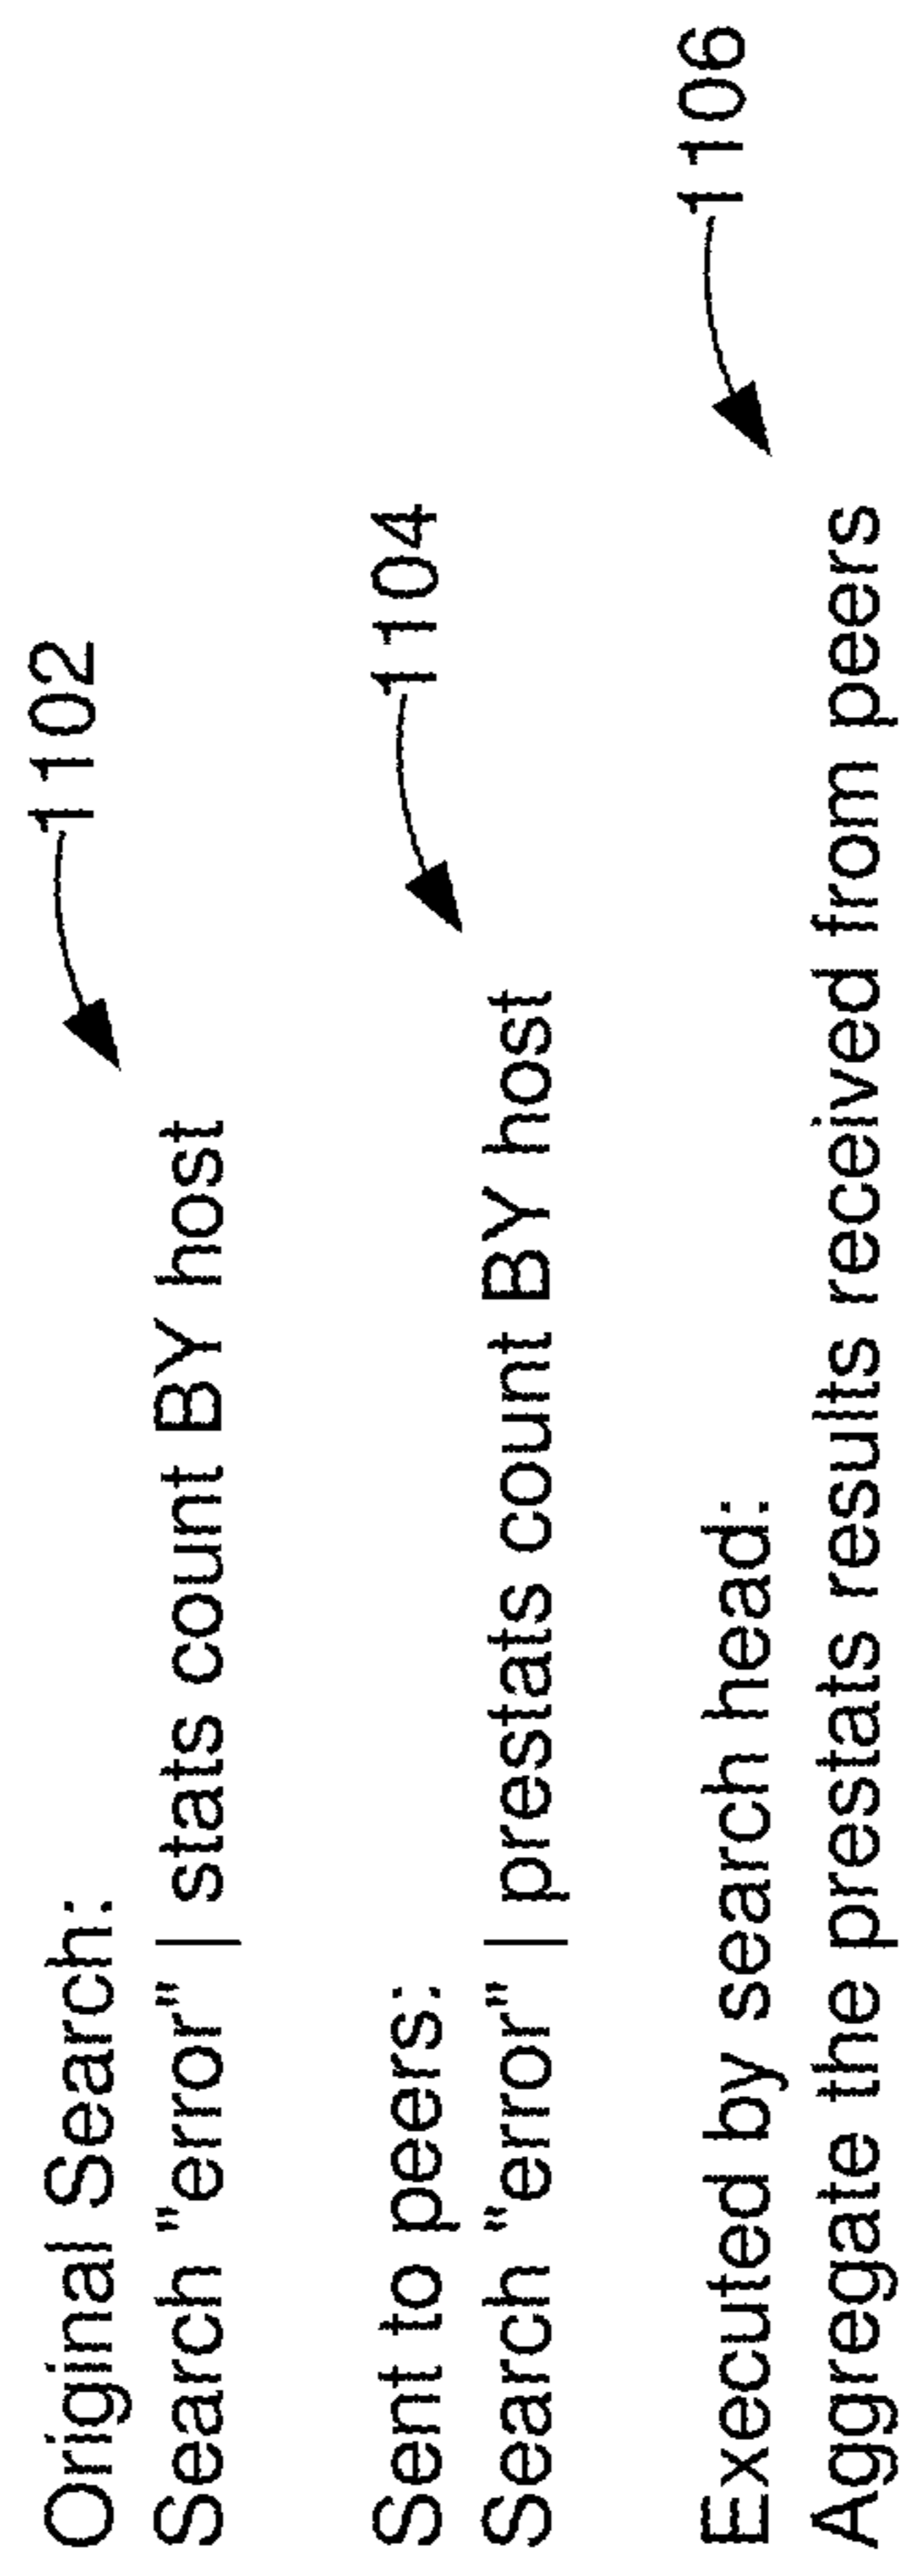 Original Search:
1102
Search "error" | stats count BY host
Sent to peers:
1104
Search "error" | prestats count BY host
Executed by search head:
1106
Aggregate the prestats results received from peers